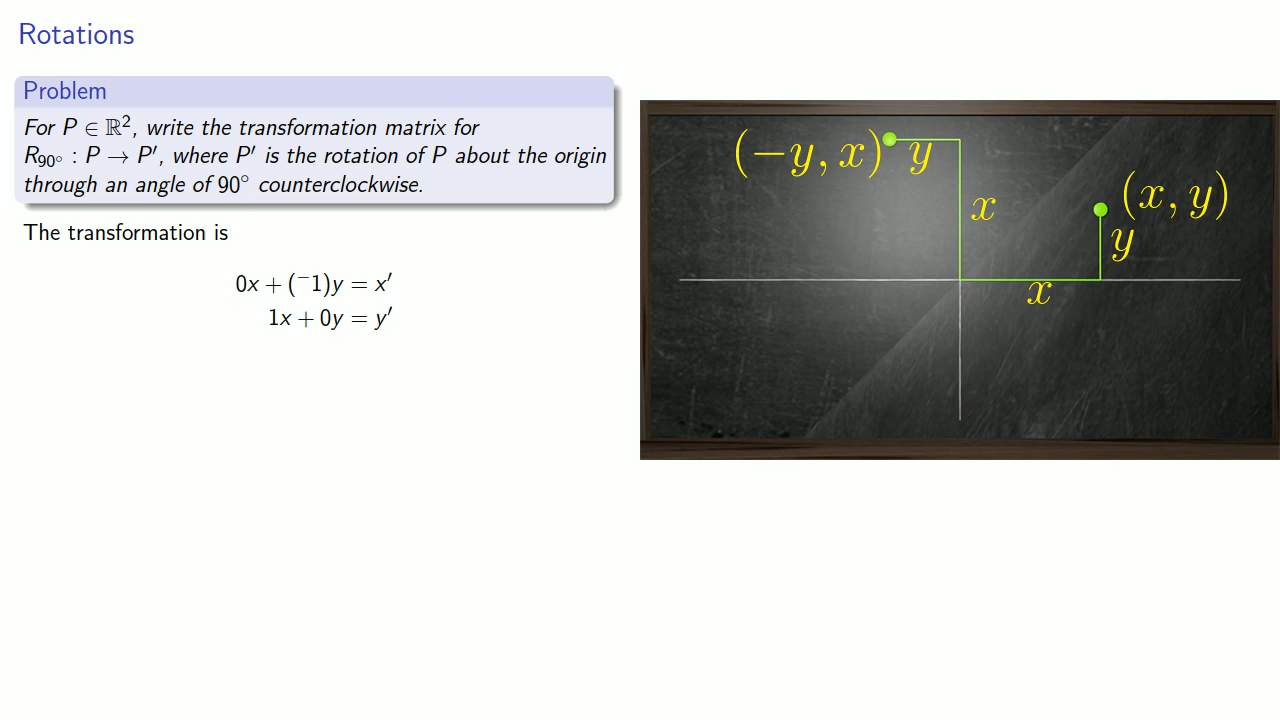 Rotations
Problem
For P ∈ ℝ², write the transformation matrix for
R₉₀° : P → P′, where P′ is the rotation of P about the origin
through an angle of 90° counterclockwise.
The transformation is
0x + (⁻1)y = x′
1x + 0y = y′
(−y, x)
y
x
(x, y)
y
x